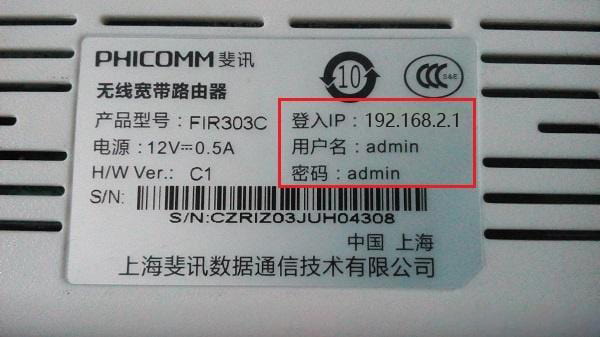 PHICOMM 斐讯
10
CCC S&E
无线宽带路由器
产品型号：FIR303C
登入IP：192.168.2.1
电源：12V⎓0.5A
用户名：admin
H/W Ver.： C1
密码：admin
S/N:
S/N:CZRIZ03JUH04308
中国 上海
上海斐讯数据通信技术有限公司